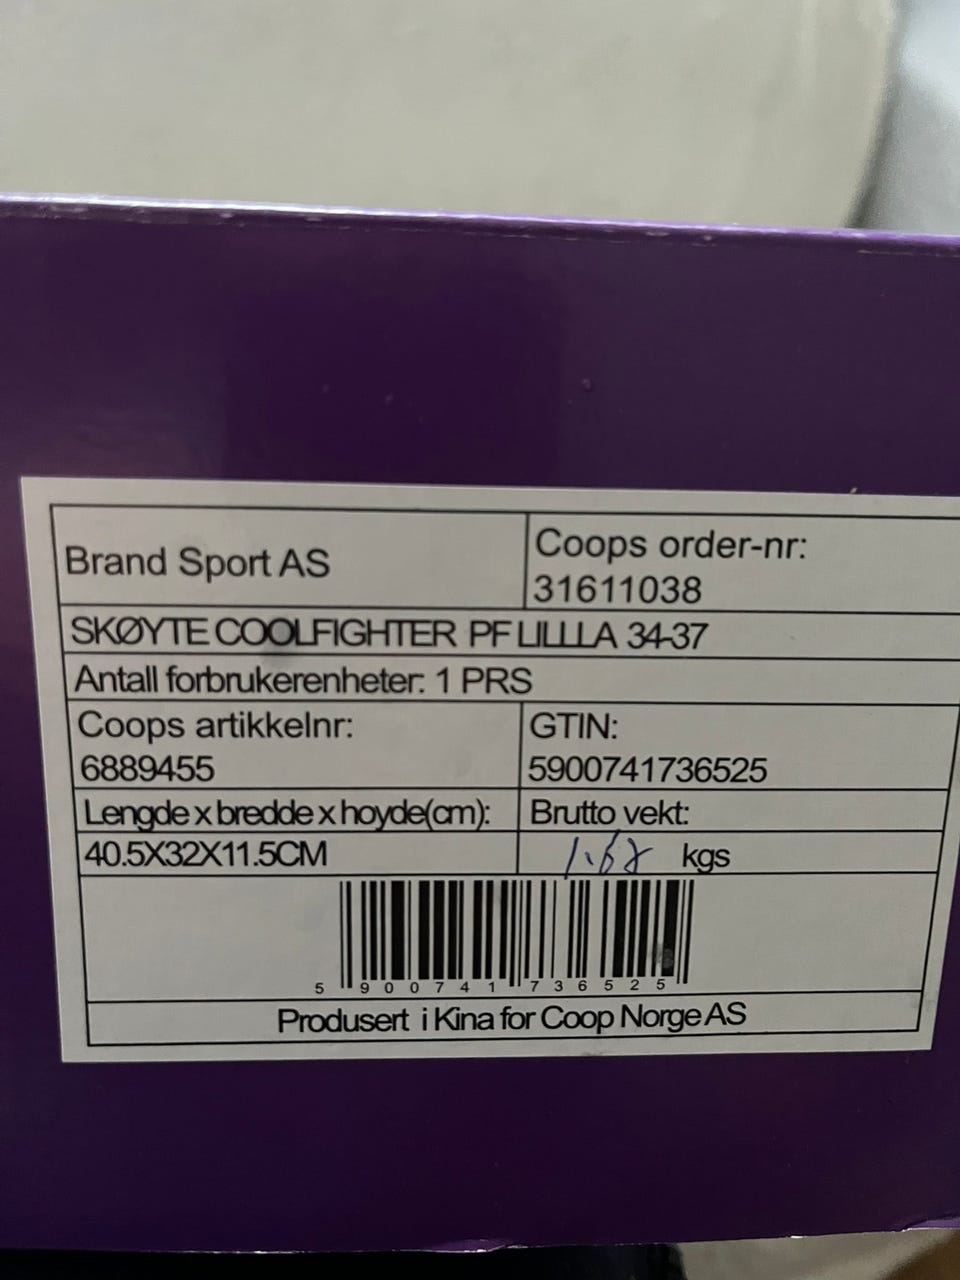 Brand Sport AS
Coops order-nr:
31611038
SKØYTE COOLFIGHTER PF LILLLA 34-37
Antall forbrukerenheter: 1 PRS
Coops artikkelnr:
6889455
GTIN:
5900741736525
Lengde x bredde x hoyde(cm):
40.5X32X11.5CM
Brutto vekt:
kgs
5 900741 736525
Produsert i Kina for Coop Norge AS